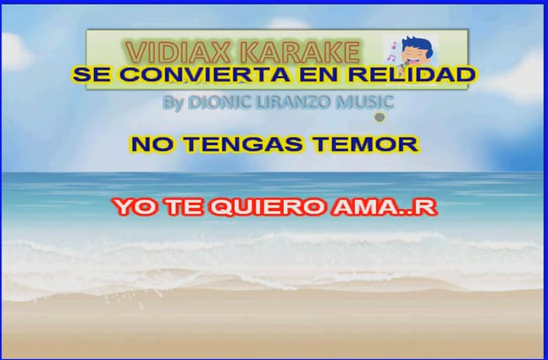 VIDIAX KARAKE
SE CONVIERTA EN RELIDAD
By DIONIC LIRANZO MUSIC
NO TENGAS TEMOR
YO TE QUIERO AMA..R